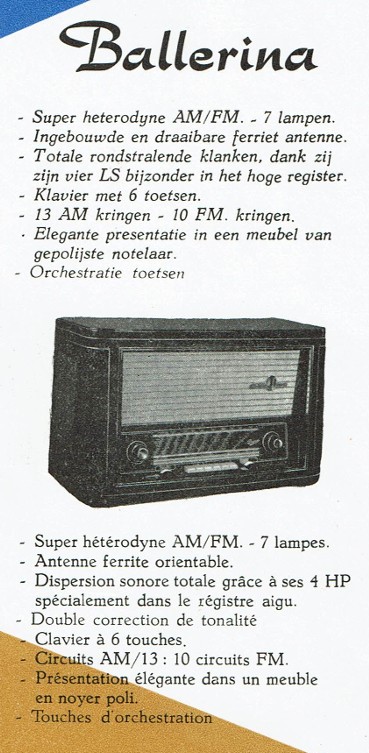 Ballerina
- Super heterodyne AM/FM. - 7 lampen.
- Ingebouwde en draaibare ferriet antenne.
- Totale rondstralende klanken, dank zij
zijn vier LS bijzonder in het hoge register.
- Klavier met 6 toetsen.
- 13 AM kringen - 10 FM. kringen.
- Elegante presentatie in een meubel van
gepolijste notelaar.
- Orchestratie toetsen
- Super hétérodyne AM/FM. - 7 lampes.
- Antenne ferrite orientable.
- Dispersion sonore totale grâce à ses 4 HP
spécialement dans le régistre aigu.
- Double correction de tonalité
- Clavier à 6 touches.
- Circuits AM/13 : 10 circuits FM.
- Présentation élégante dans un meuble
en noyer poli.
- Touches d'orchestration